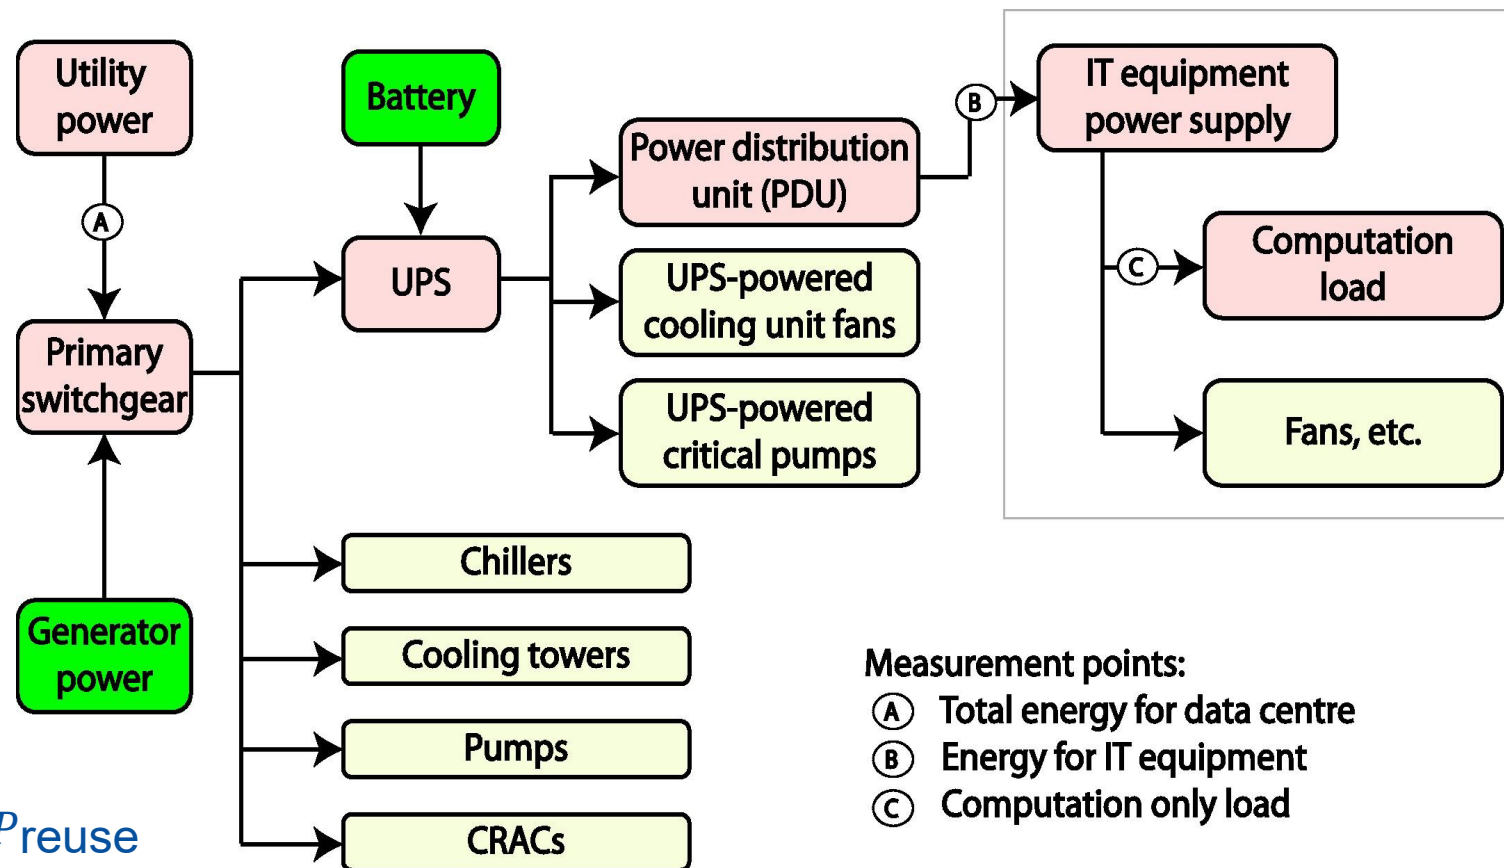 Utility
power
A
Primary
switchgear
Generator
power
Battery
UPS
Power distribution
unit (PDU)
UPS-powered
cooling unit fans
UPS-powered
critical pumps
B
IT equipment
power supply
C
Computation
load
Fans, etc.
Chillers
Cooling towers
Pumps
CRACs
Measurement points:
A Total energy for data centre
B Energy for IT equipment
C Computation only load
Preuse